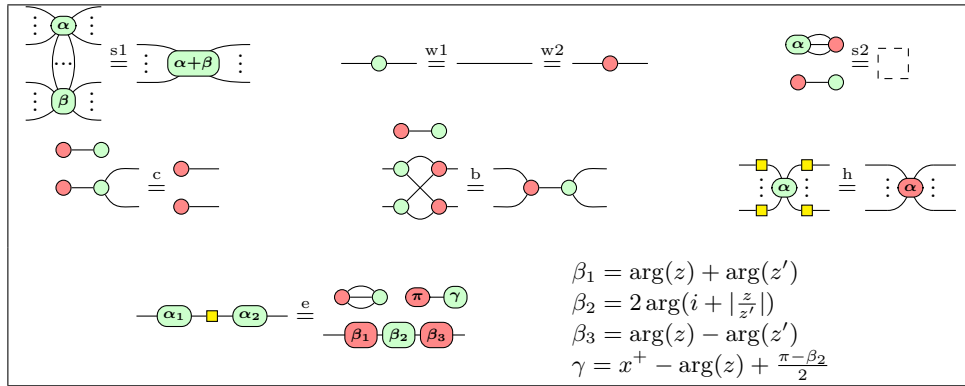 α
β
...
s1
=
α+β
w1
=
w2
=
α
s2
=
c
=
b
=
α
h
=
α
α₁
α₂
e
=
π
γ
β₁
β₂
β₃
β₁ = arg(z) + arg(z′)
β₂ = 2 arg(i + |z/z′|)
β₃ = arg(z) − arg(z′)
γ = x⁺ − arg(z) + (π−β₂)/2